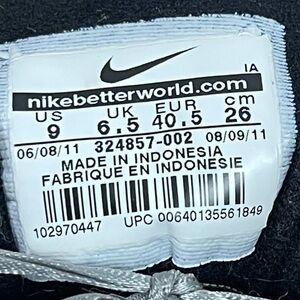 IA
nikebetterworld.com
US UK EUR cm
9 6.5 40.5 26
06/08/11 324857-002 08/09/11
MADE IN INDONESIA
FABRIQUE EN INDONESIE
102970447 UPC 00640135561849